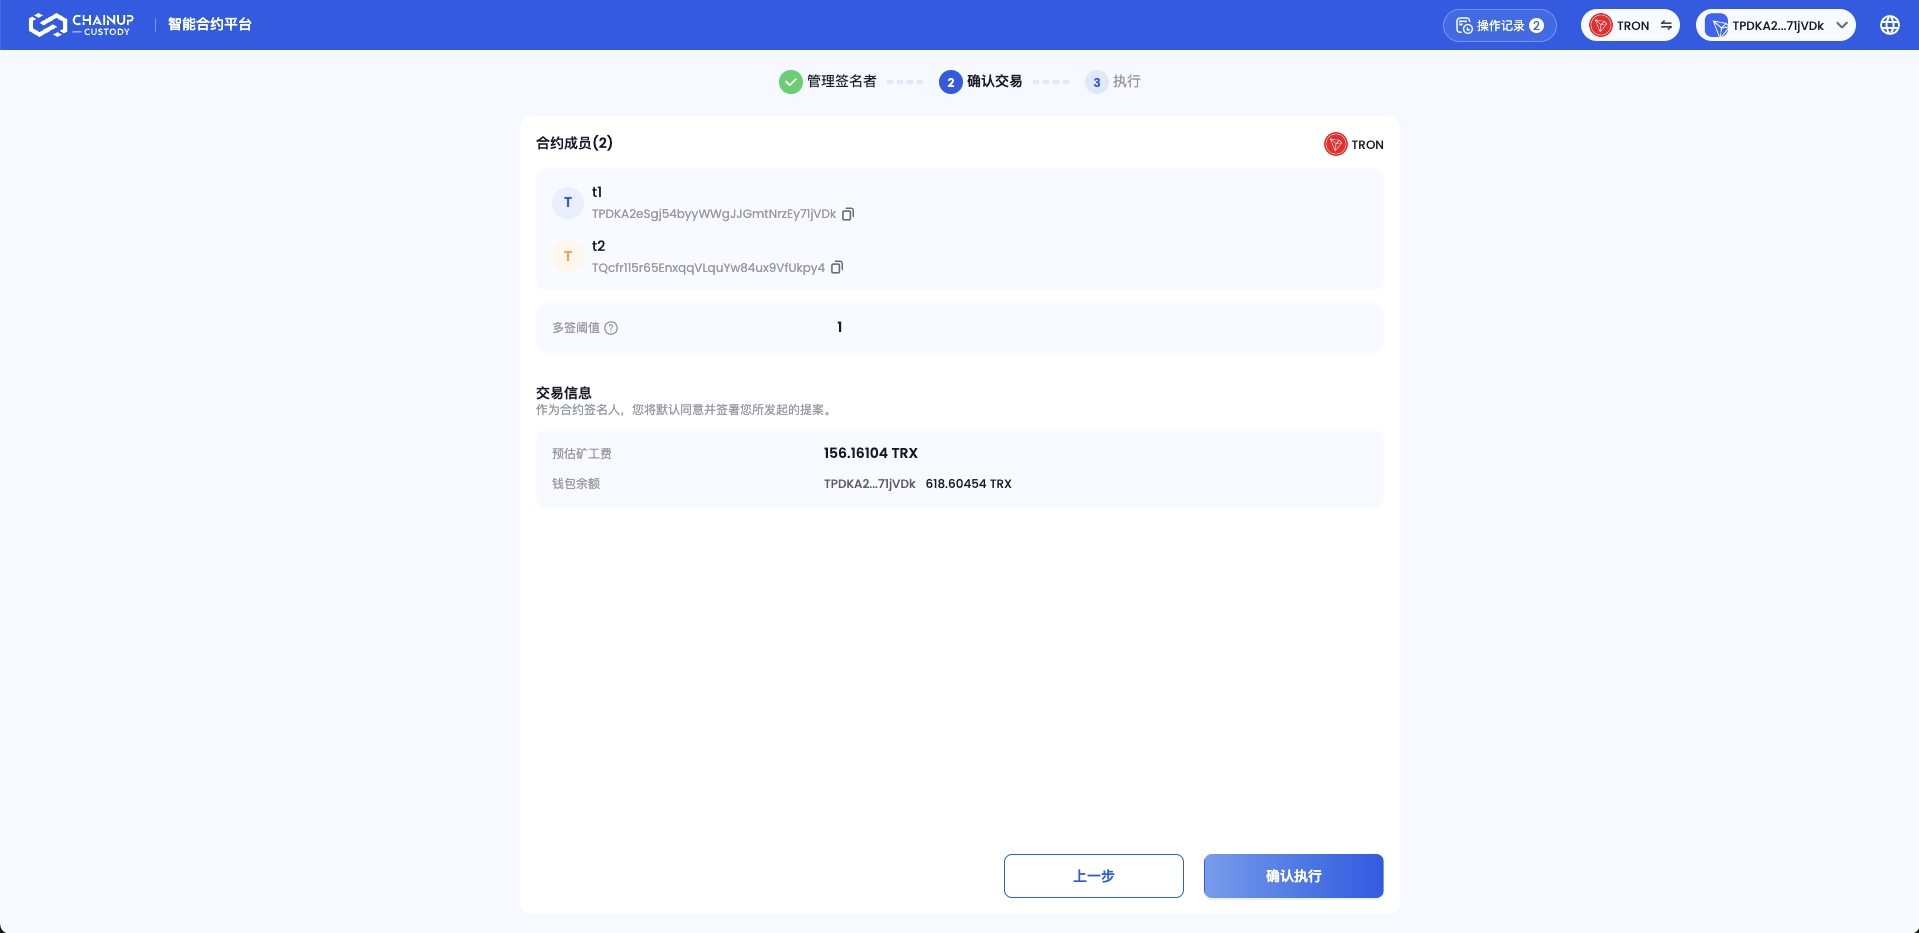 CHAINUP
CUSTODY
智能合约平台
操作记录 2
TRON
TPDKA2...71jVDk
管理签名者
2 确认交易
3 执行
合约成员(2)
TRON
T
t1
TPDKA2eSgj54byyWWgJJGmtNrzEy71jVDk
T
t2
TQcfr115r65EnxqqVLquYw84ux9VfUkpy4
多签阈值 ?
1
交易信息
作为合约签名人，您将默认同意并签署您所发起的提案。
预估矿工费
156.16104 TRX
钱包余额
TPDKA2...71jVDk 618.60454 TRX
上一步
确认执行